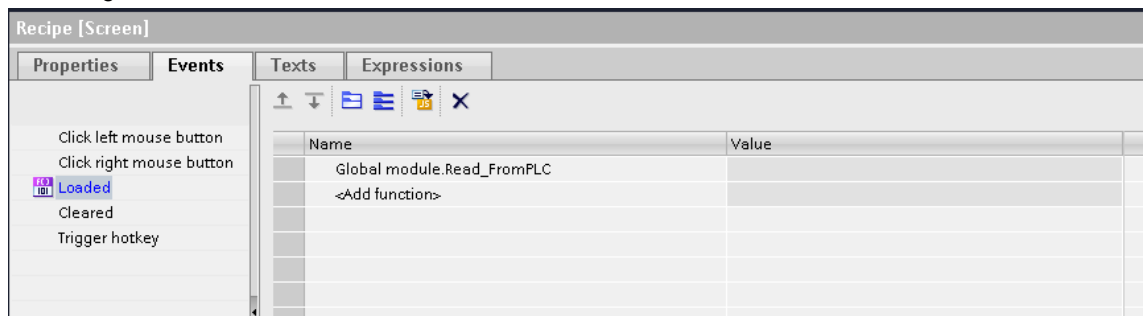 Recipe [Screen]
Properties Events Texts Expressions
Name Value
Click left mouse button
Click right mouse button
Loaded
Cleared
Trigger hotkey
Global module.Read_FromPLC
<Add function>